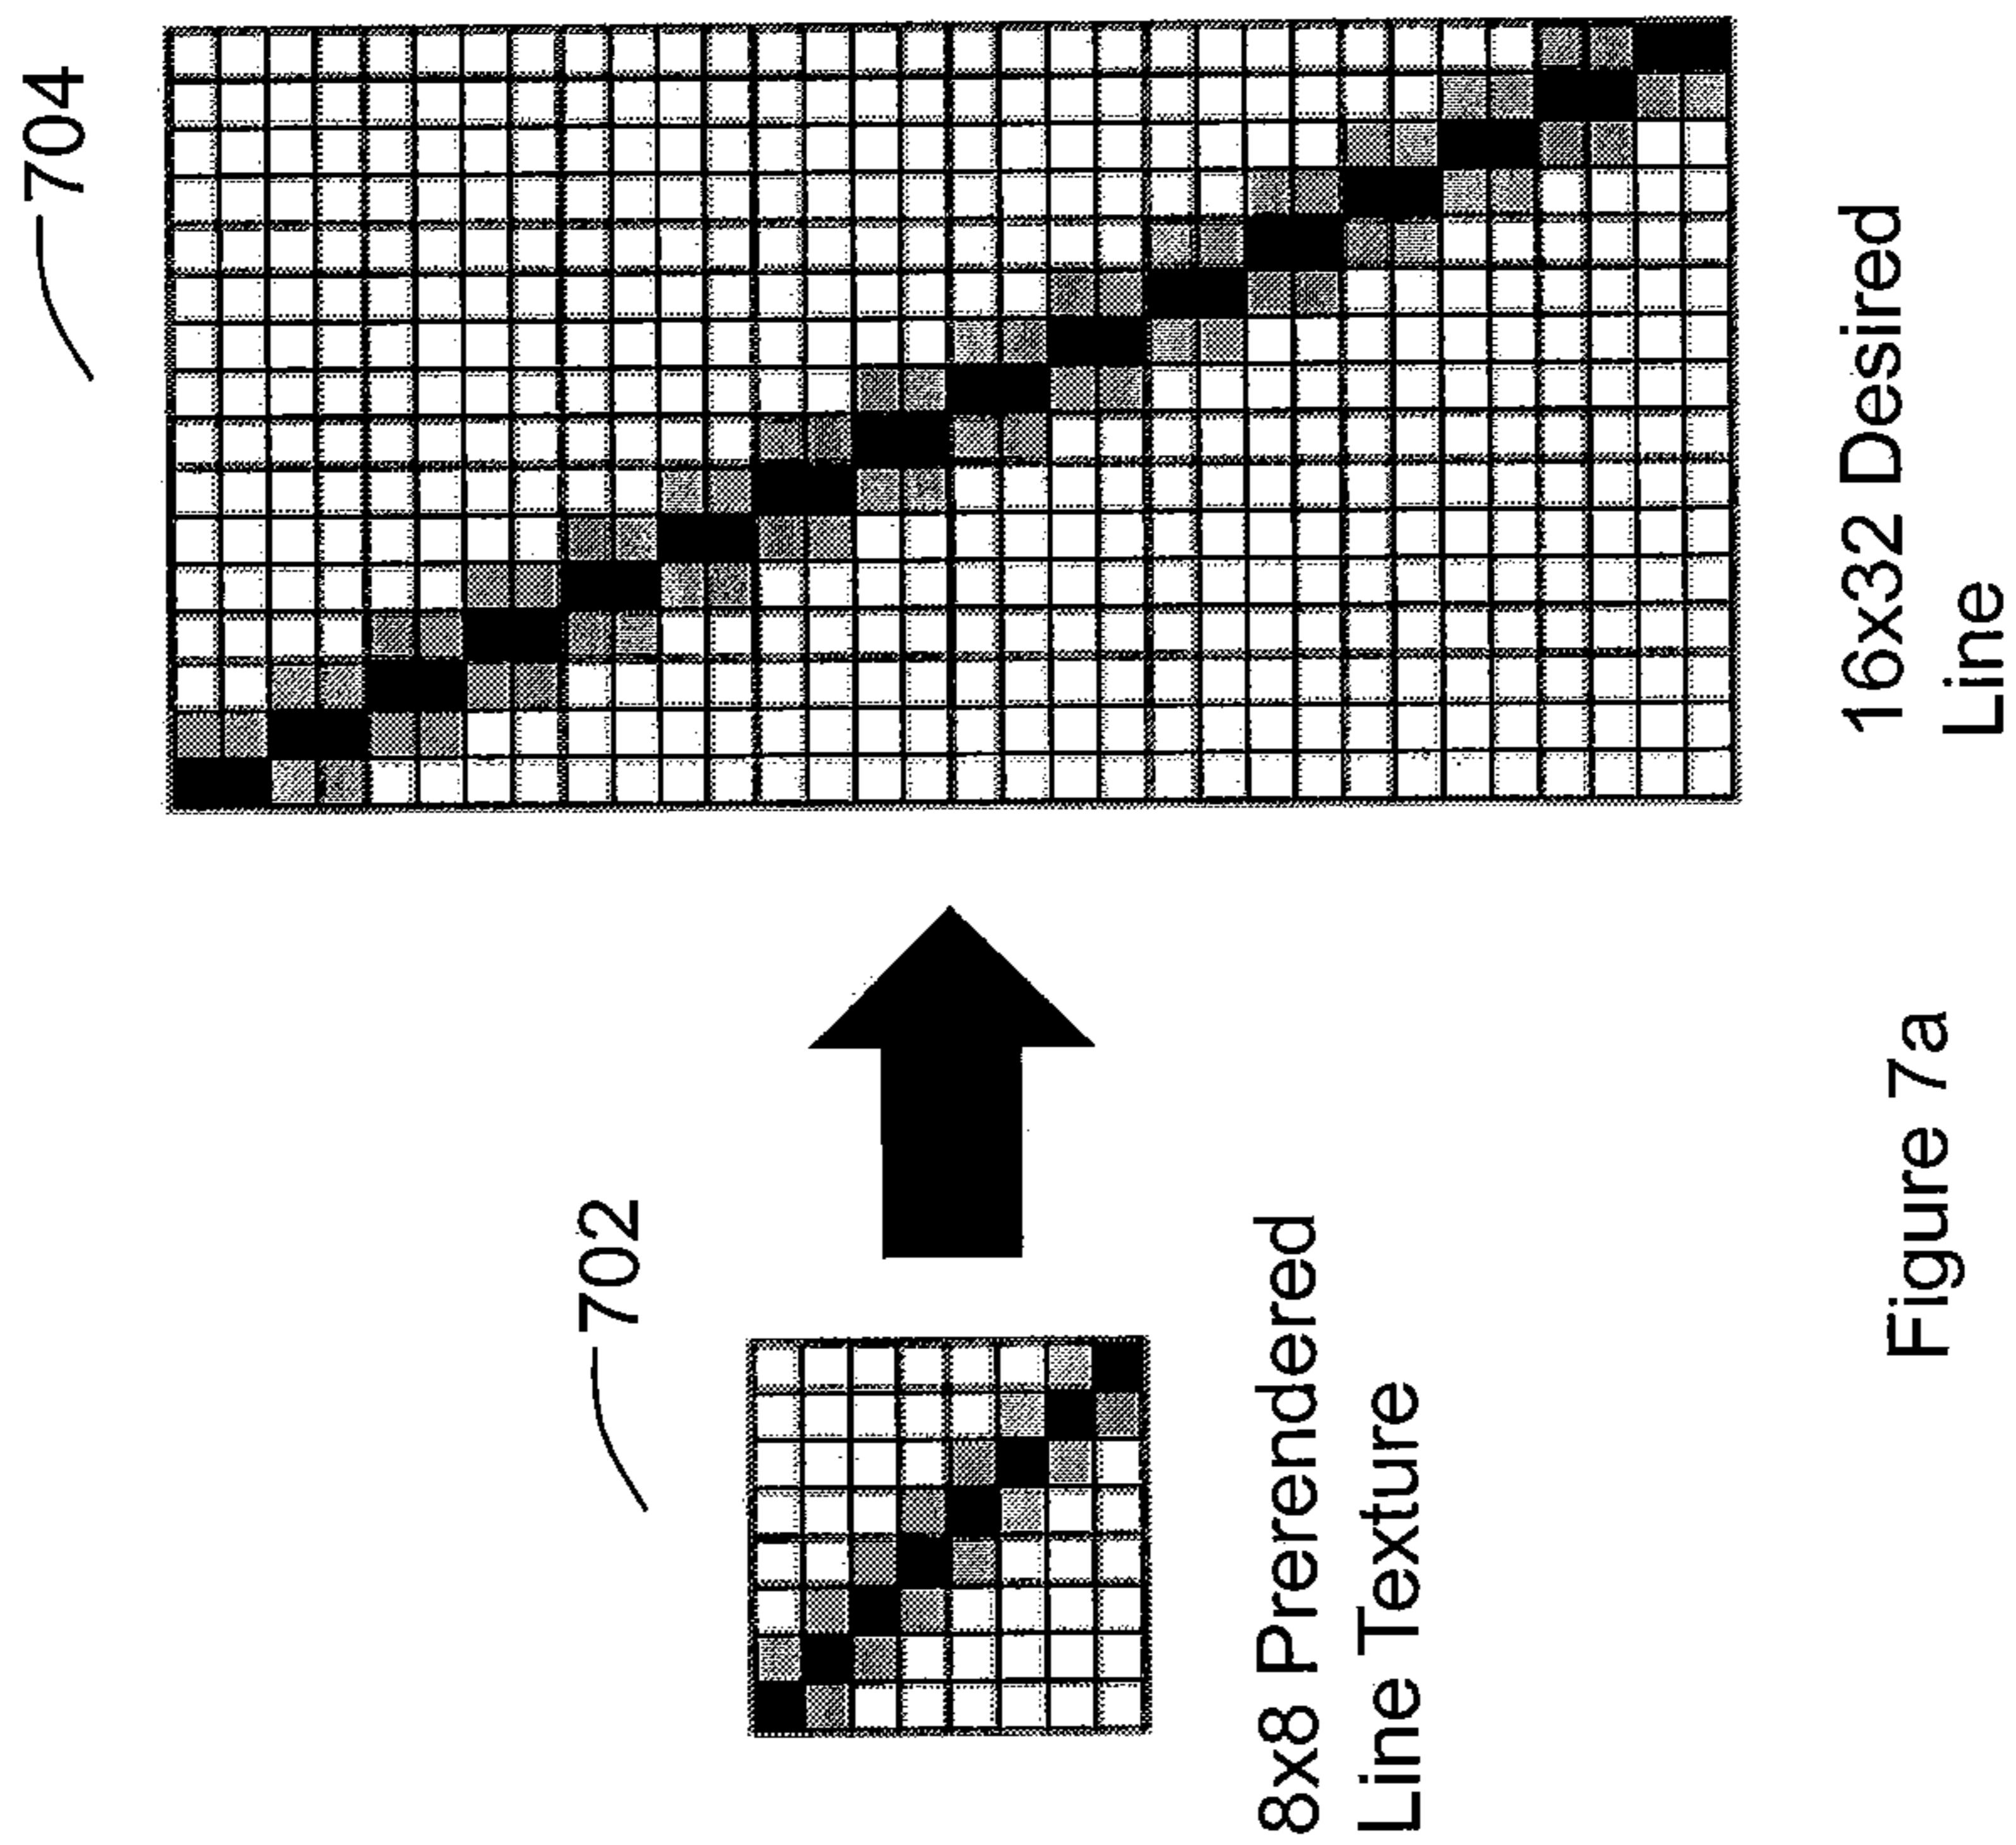 702
704
8x8 Prerendered
Line Texture
16x32 Desired
Line
Figure 7a